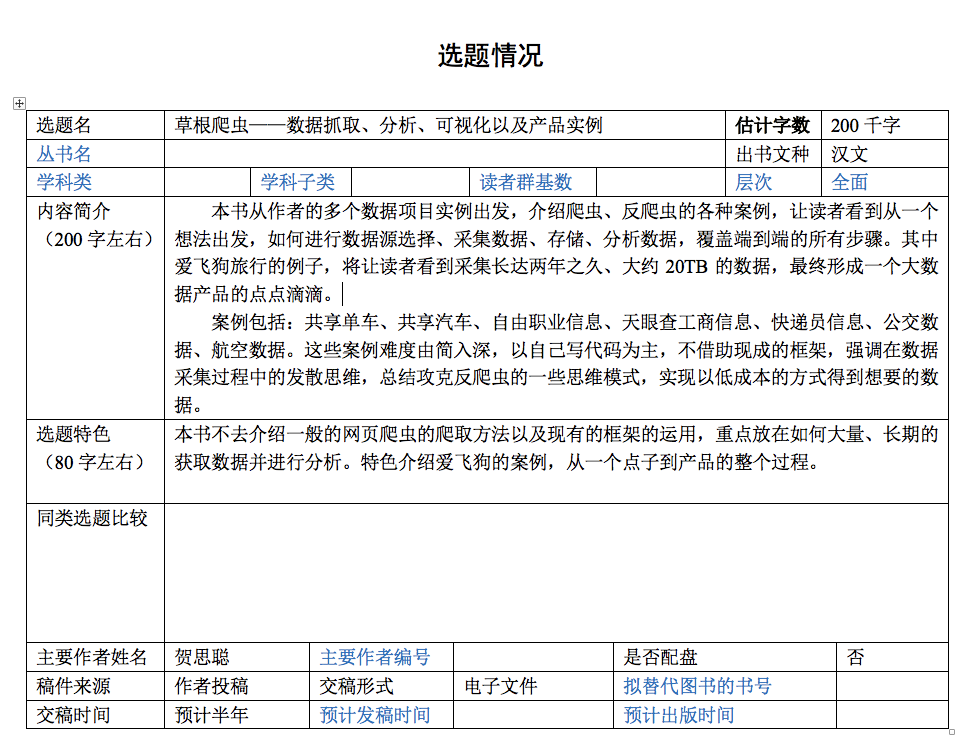 选题情况
选题名 草根爬虫——数据抓取、分析、可视化以及产品实例 估计字数 200 千字
丛书名 出书文种 汉文
学科类 学科子类 读者群基数 层次 全面
内容简介
（200 字左右）
本书从作者的多个数据项目实例出发，介绍爬虫、反爬虫的各种案例，让读者看到从一个
想法出发，如何进行数据源选择、采集数据、存储、分析数据，覆盖端到端的所有步骤。其中
爱飞狗旅行的例子，将让读者看到采集长达两年之久、大约 20TB 的数据，最终形成一个大数
据产品的点点滴滴。
案例包括：共享单车、共享汽车、自由职业信息、天眼查工商信息、快递员信息、公交数
据、航空数据。这些案例难度由简入深，以自己写代码为主，不借助现成的框架，强调在数据
采集过程中的发散思维，总结攻克反爬虫的一些思维模式，实现以低成本的方式得到想要的数
据。
选题特色
（80 字左右）
本书不去介绍一般的网页爬虫的爬取方法以及现有的框架的运用，重点放在如何大量、长期的
获取数据并进行分析。特色介绍爱飞狗的案例，从一个点子到产品的整个过程。
同类选题比较
主要作者姓名 贺思聪 主要作者编号 是否配盘 否
稿件来源 作者投稿 交稿形式 电子文件 拟替代图书的书号
交稿时间 预计半年 预计发稿时间 预计出版时间